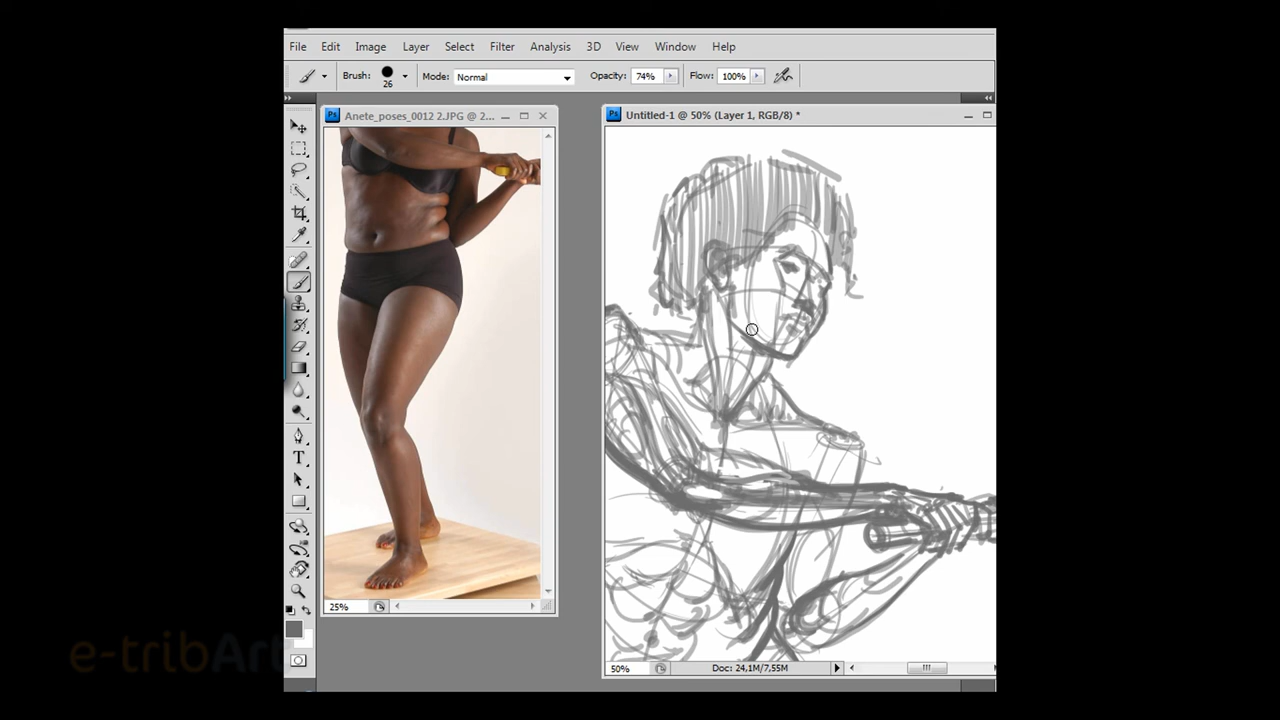 File Edit Image Layer Select Filter Analysis 3D View Window Help
Brush: 26 Mode: Normal Opacity: 74% Flow: 100%
Anete_poses_0012 2.JPG @ 2...
Untitled-1 @ 50% (Layer 1, RGB/8) *
25%
50% Doc: 24,1M/7,55M
e-tribArt